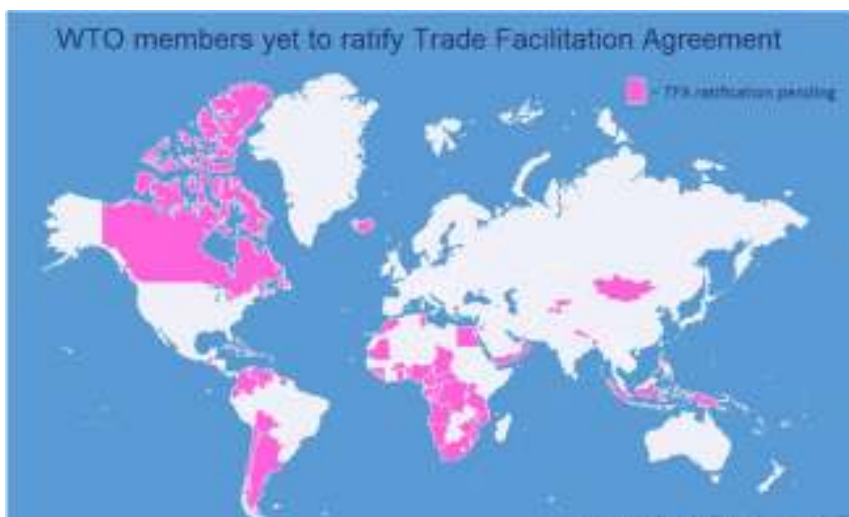 WTO members yet to ratify Trade Facilitation Agreement
- TFA ratification pending